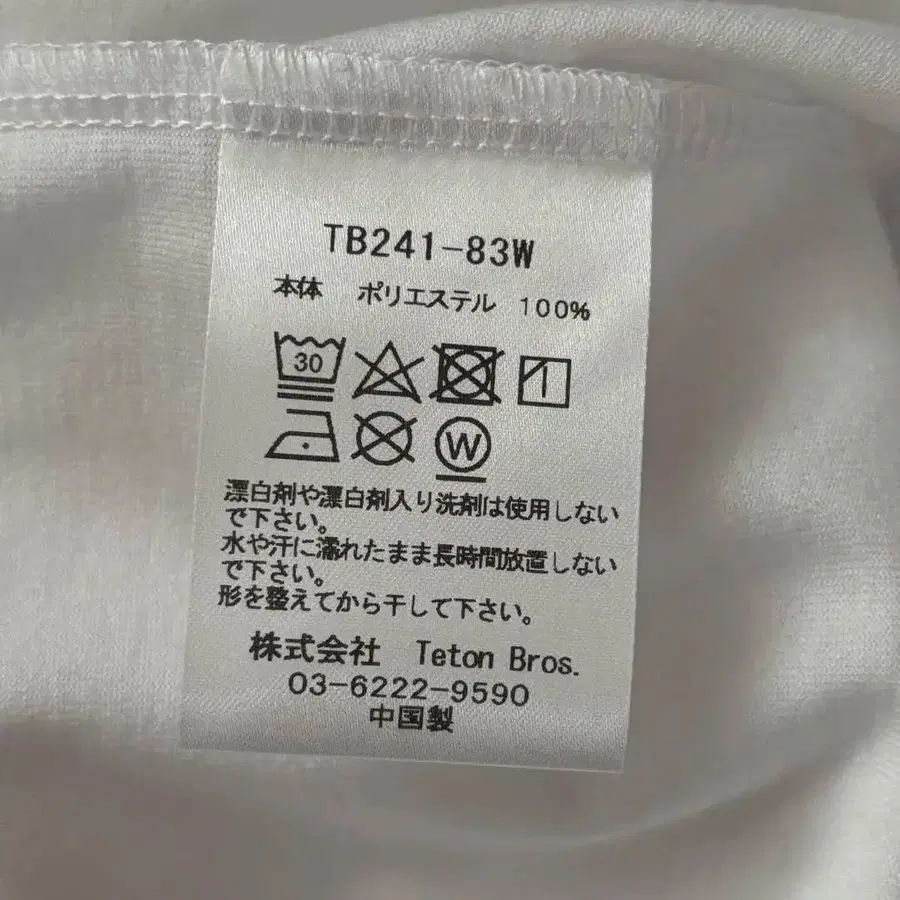 TB241-83W
本体 ポリエステル 100%
30
W
漂白剤や漂白剤入り洗剤は使用しない
で下さい。
水や汗に濡れたまま長時間放置しない
で下さい。
形を整えてから干して下さい。
株式会社 Teton Bros.
03-6222-9590
中国製